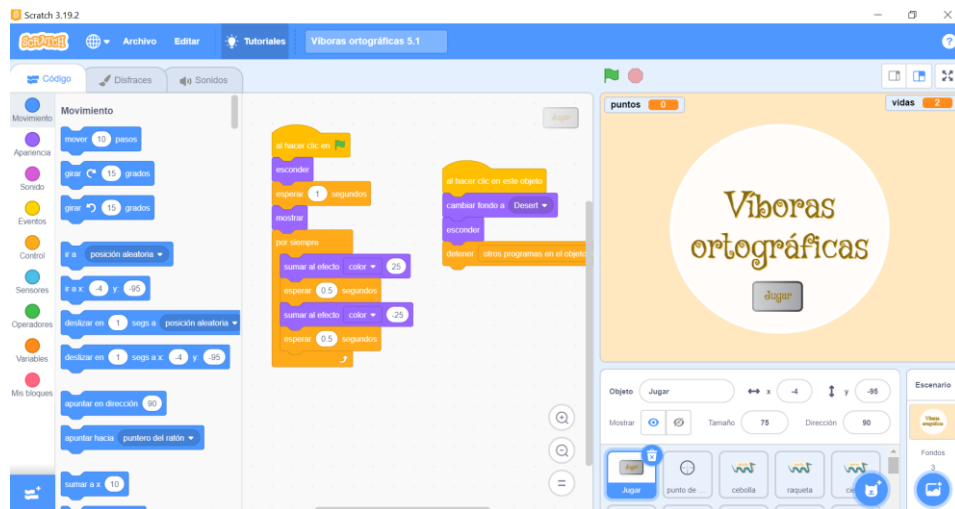 Scratch 3.19.2
SCRATCH Archivo Editar Tutoriales Víboras ortográficas 5.1
Código Disfraces Sonidos
Movimiento
Apariencia
Sonido
Eventos
Control
Sensores
Operadores
Variables
Mis bloques
Movimiento
mover 10 pasos
girar 15 grados
girar 15 grados
ir a posición aleatoria
ir a x: -4 y: -95
deslizar en 1 segs a posición aleatoria
deslizar en 1 segs a x: -4 y: -95
apuntar en dirección 90
apuntar hacia puntero del ratón
sumar a x 10
al hacer clic en
esconder
esperar 1 segundos
mostrar
por siempre
sumar al efecto color 25
esperar 0.5 segundos
sumar al efecto color -25
esperar 0.5 segundos
Jugar
al hacer clic en este objeto
cambiar fondo a Desert
esconder
detener otros programas en el objeto
puntos 0
vidas 2
Víboras
ortográficas
Jugar
Objeto Jugar x -4 y -95
Mostrar Tamaño 75 Dirección 90
Jugar
Jugar
punto de ...
cebolla
raqueta
Escenario
Víboras
ortográficas
Fondos
3